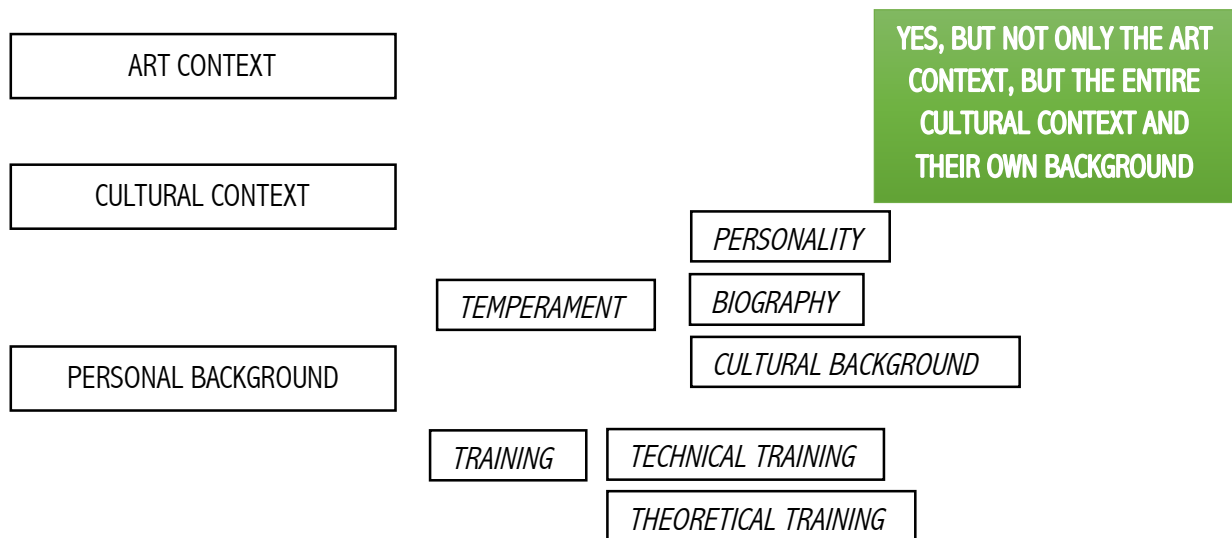 ART CONTEXT
YES, BUT NOT ONLY THE ART
CONTEXT, BUT THE ENTIRE
CULTURAL CONTEXT AND
THEIR OWN BACKGROUND
CULTURAL CONTEXT
PERSONALITY
TEMPERAMENT
BIOGRAPHY
CULTURAL BACKGROUND
PERSONAL BACKGROUND
TRAINING
TECHNICAL TRAINING
THEORETICAL TRAINING